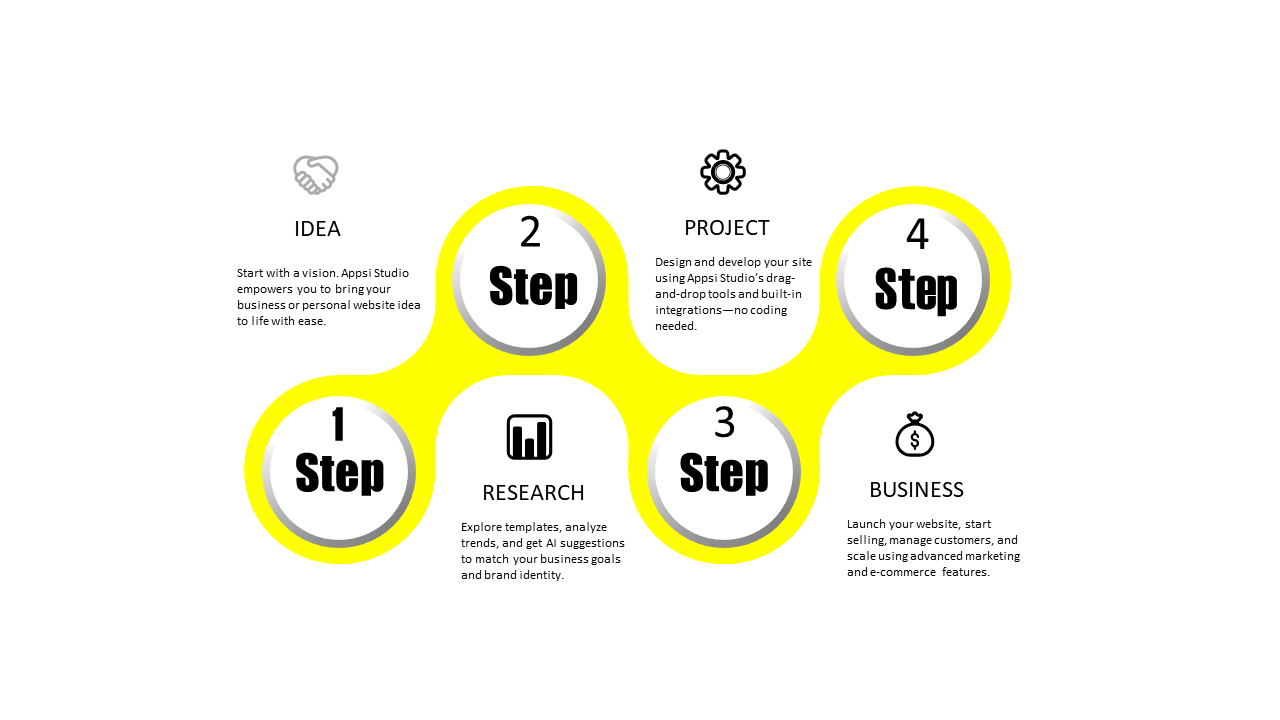 IDEA
Start with a vision. Appsi Studio
empowers you to bring your
business or personal website idea
to life with ease.
1
Step
2
Step
RESEARCH
Explore templates, analyze
trends, and get AI suggestions
to match your business goals
and brand identity.
PROJECT
Design and develop your site
using Appsi Studio’s drag-
and-drop tools and built-in
integrations—no coding
needed.
3
Step
4
Step
BUSINESS
Launch your website, start
selling, manage customers, and
scale using advanced marketing
and e-commerce features.
$